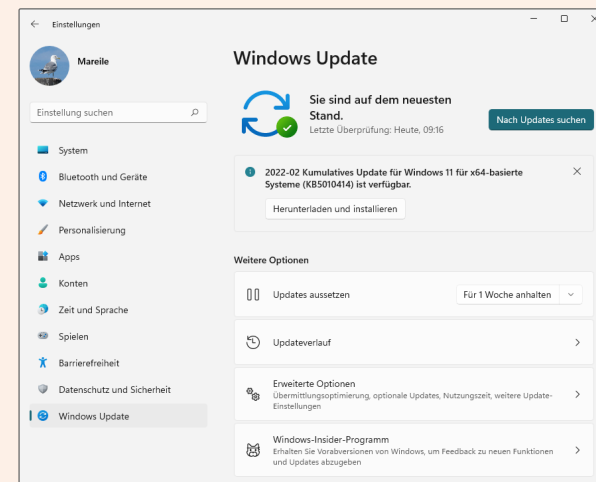 Einstellungen
Mareile
Einstellung suchen
System
Bluetooth und Geräte
Netzwerk und Internet
Personalisierung
Apps
Konten
Zeit und Sprache
Spielen
Barrierefreiheit
Datenschutz und Sicherheit
Windows Update
Windows Update
Sie sind auf dem neuesten
Stand.
Letzte Überprüfung: Heute, 09:16
Nach Updates suchen
2022-02 Kumulatives Update für Windows 11 für x64-basierte
Systeme (KB5010414) ist verfügbar.
Herunterladen und installieren
Weitere Optionen
Updates aussetzen
Für 1 Woche anhalten
Updateverlauf
Erweiterte Optionen
Übermittlungsoptimierung, optionale Updates, Nutzungszeit, weitere Update-
Einstellungen
Windows-Insider-Programm
Erhalten Sie Vorabversionen von Windows, um Feedback zu neuen Funktionen
und Updates abzugeben